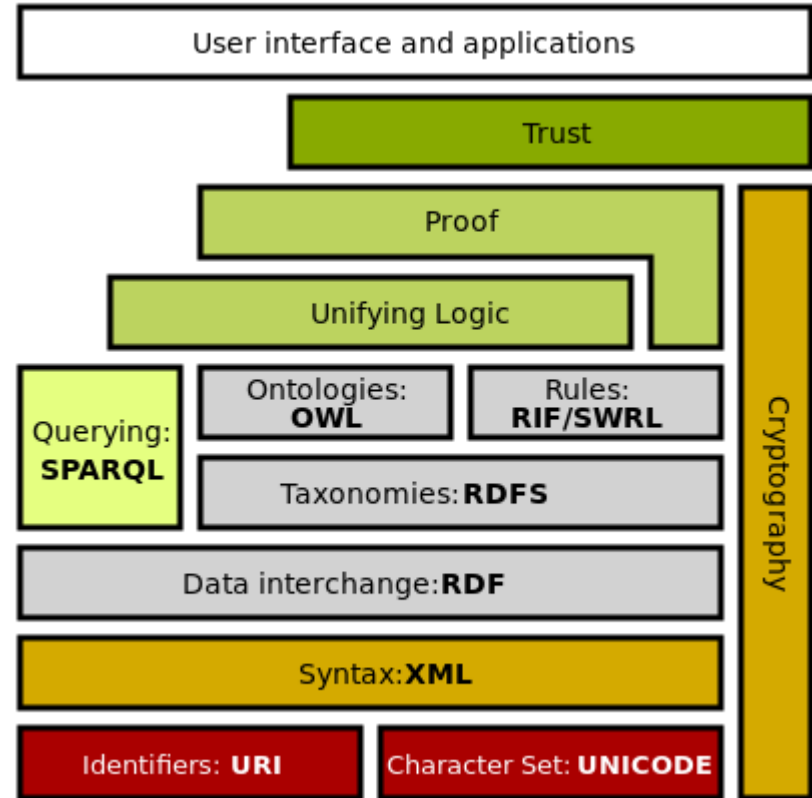 User interface and applications
Trust
Proof
Unifying Logic
Querying:
SPARQL
Ontologies:
OWL
Rules:
RIF/SWRL
Taxonomies:RDFS
Cryptography
Data interchange:RDF
Syntax:XML
Identifiers: URI
Character Set: UNICODE